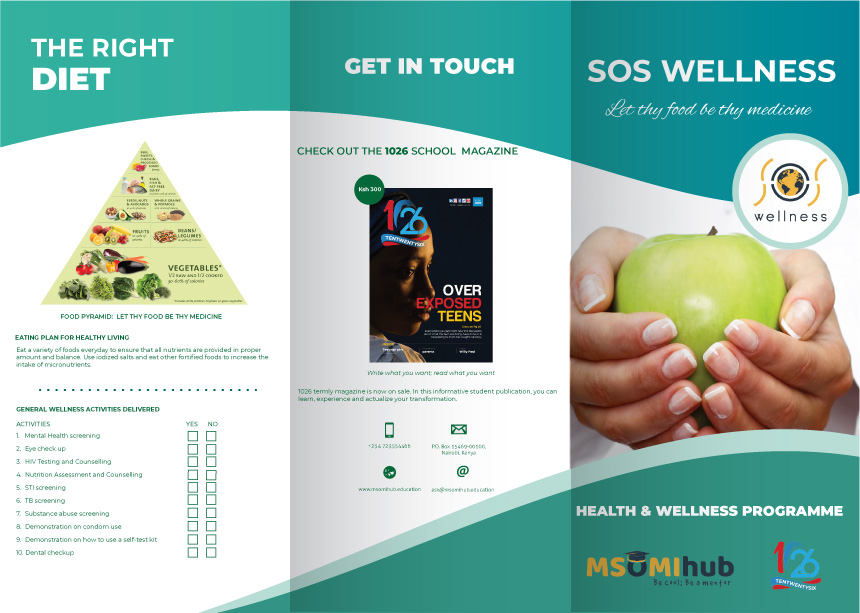 THE RIGHT
DIET
VEGETABLES*
1/2 RAW AND 1/2 COOKED
30-60% of calories
FRUITS
BEANS/
LEGUMES
SEEDS, NUTS
& AVOCADOS
WHOLE GRAINS
& POTATOES
FOOD PYRAMID: LET THY FOOD BE THY MEDICINE
EATING PLAN FOR HEALTHY LIVING
Eat a variety of foods everyday to ensure that all nutrients are provided in proper
amount and balance. Use iodized salts and eat other fortified foods to increase the
intake of micronutrients.
GENERAL WELLNESS ACTIVITIES DELIVERED
ACTIVITIES YES NO
1. Mental Health screening
2. Eye check up
3. HIV Testing and Counselling
4. Nutrition Assessment and Counselling
5. STI screening
6. TB screening
7. Substance abuse screening
8. Demonstration on condom use
9. Demonstration on how to use a self-test kit
10. Dental checkup
GET IN TOUCH
CHECK OUT THE 1026 SCHOOL MAGAZINE
Ksh 300
1026
TENTWENTYSIX
OVER
EXPOSED
TEENS
Write what you want; read what you want
1026 termly magazine is now on sale. In this informative student publication, you can
learn, experience and actualize your transformation.
+254 723554466
P.O. Box 15469-00100,
Nairobi, Kenya
www.msomihub.education
ask@msomihub.education
SOS WELLNESS
Let thy food be thy medicine
SOS
wellness
HEALTH & WELLNESS PROGRAMME
MSOMIhub
Be cool; Be a mentor
1026
TENTWENTYSIX